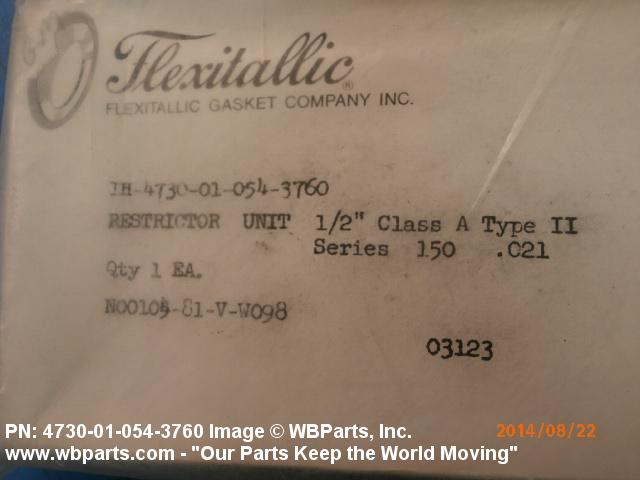 Flexitallic®
FLEXITALLIC GASKET COMPANY INC.
IH-4730-01-054-3760
RESTRICTOR UNIT 1/2" Class A Type II
Series 150 .021
Qty 1 EA.
N00105-81-V-W098
03123
PN: 4730-01-054-3760 Image © WBParts, Inc.
2014/08/22
www.wbparts.com - "Our Parts Keep the World Moving"